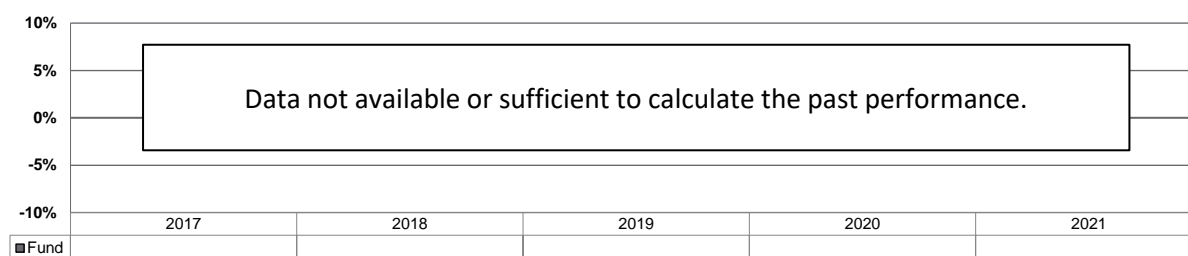 10%
5%
Data not available or sufficient to calculate the past performance.
0%
-5%
-10%
2017 2018 2019 2020 2021
Fund